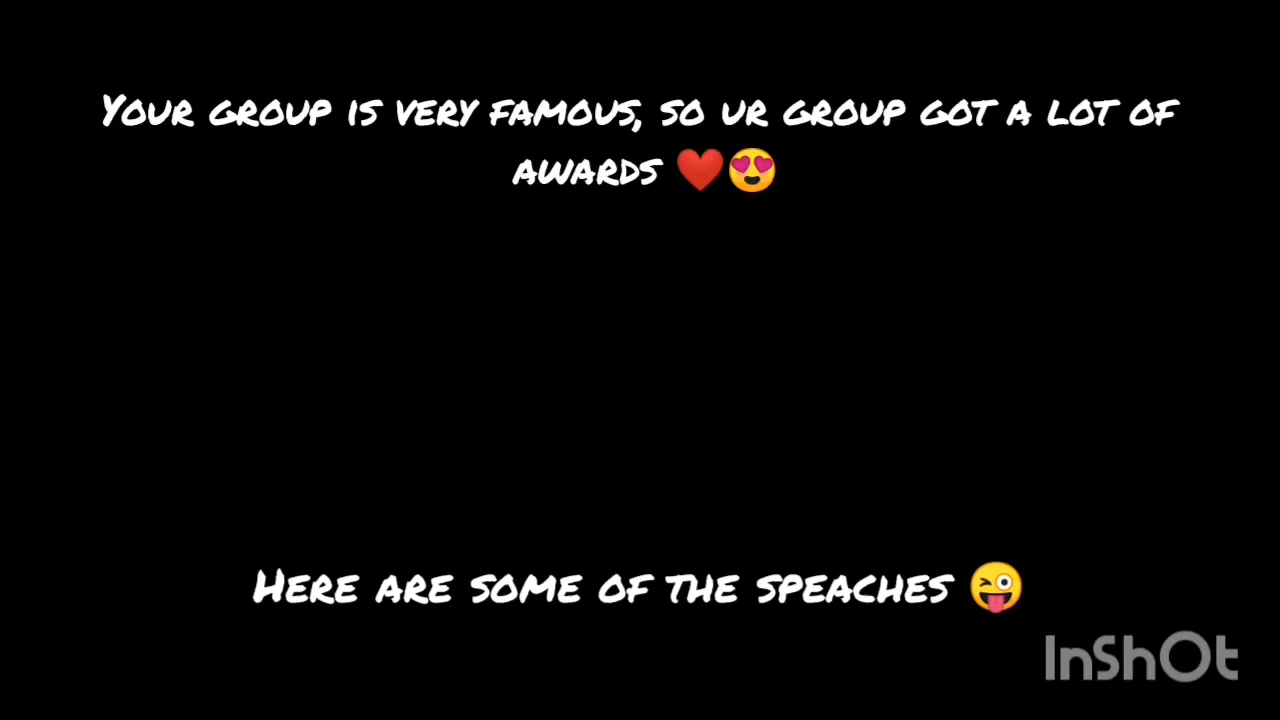 Your group is very famous, so ur group got a lot of
awards ❤️😍
Here are some of the speaches 😜
InShOt